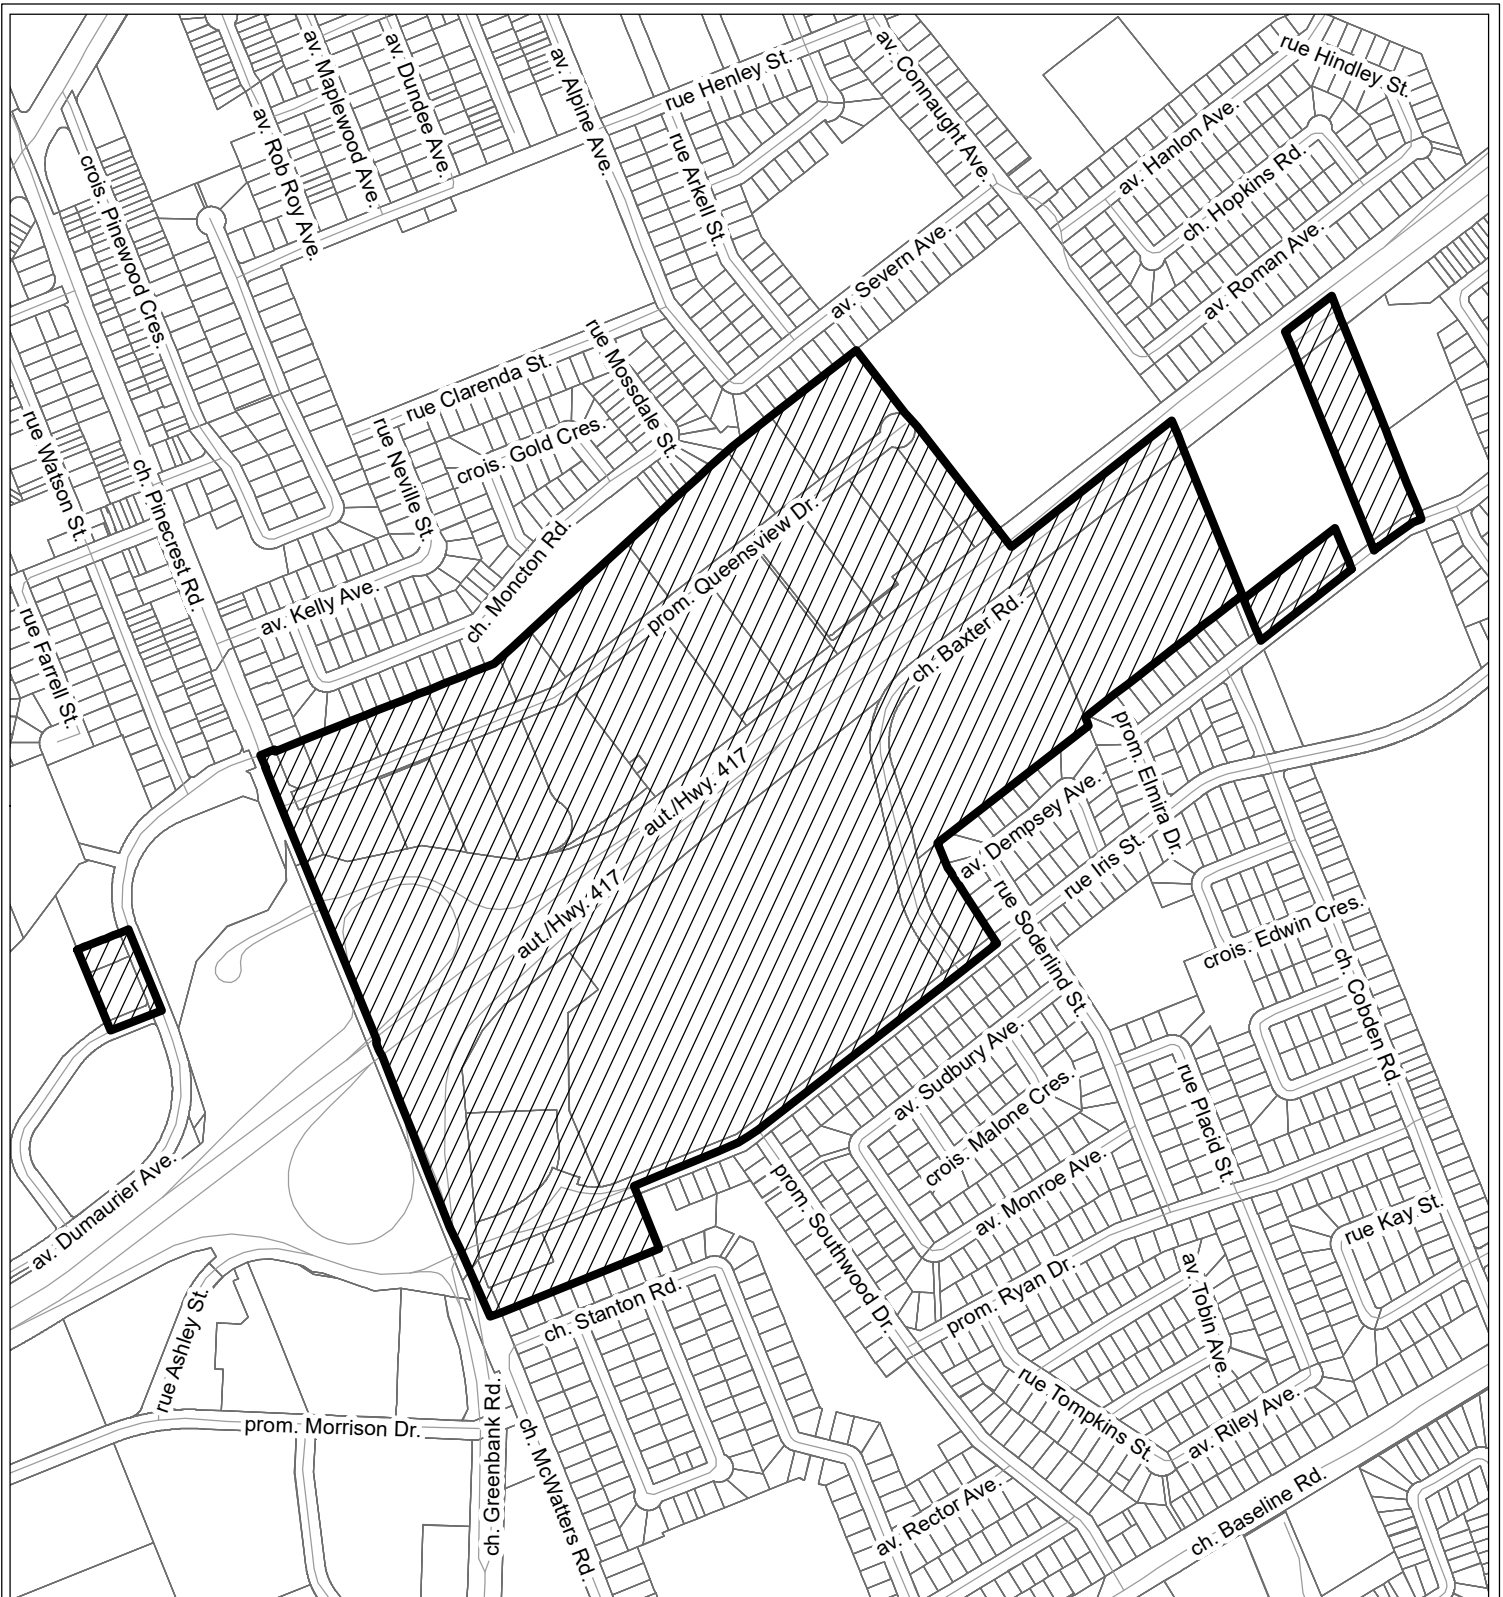 rue Hindley St.
av. Maplewood Ave.
av. Dundee Ave.
av. Alpine Ave.
rue Henley St.
av. Connaught Ave.
av. Rob Roy Ave.
crois. Pinewood Cres.
rue Arkell St.
av. Hanlon Ave.
ch. Hopkins Rd.
av. Severn Ave.
av. Roman Ave.
rue Mossdale St.
rue Clarenda St.
crois. Gold Cres.
rue Neville St.
rue Watson St.
ch. Pinecrest Rd.
prom. Queensview Dr.
ch. Moncton Rd.
av. Kelly Ave.
rue Farrell St.
ch. Baxter Rd.
aut./Hwy. 417
prom. Elmira Dr.
av. Dempsey Ave.
rue Iris St.
aut./Hwy. 417
rue Soderlind St.
crois. Edwin Cres.
ch. Cobden Rd.
av. Sudbury Ave.
crois. Malone Cres.
rue Placid St.
av. Monroe Ave.
av. Dumaurier Ave.
prom. Southwood Dr.
rue Kay St.
prom. Ryan Dr.
av. Tobin Ave.
ch. Stanton Rd.
rue Ashley St.
rue Tompkins St.
av. Riley Ave.
prom. Morrison Dr.
ch. Greenbank Rd.
ch. McWatters Rd.
av. Rector Ave.
ch. Baseline Rd.